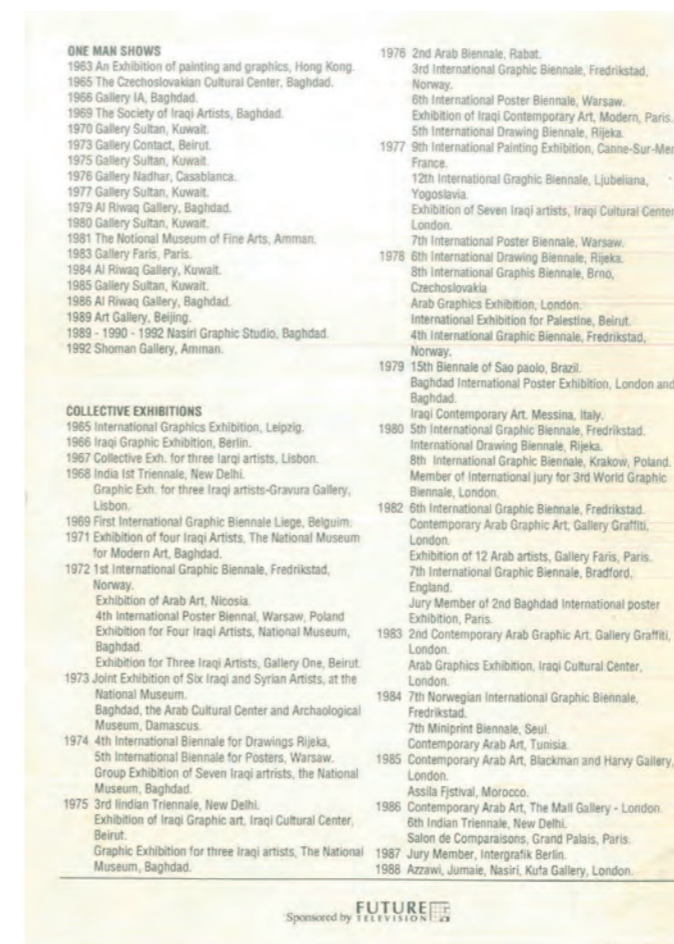 ONE MAN SHOWS
1963 An Exhibition of painting and graphics, Hong Kong.
1965 The Czechoslovakian Cultural Center, Baghdad.
1966 Gallery IA, Baghdad.
1969 The Society of Iraqi Artists, Baghdad.
1970 Gallery Sultan, Kuwait.
1973 Gallery Contact, Beirut.
1975 Gallery Sultan, Kuwait.
1976 Gallery Nadhar, Casablanca.
1977 Gallery Sultan, Kuwait.
1979 Al Riwaq Gallery, Baghdad.
1980 Gallery Sultan, Kuwait.
1981 The Notional Museum of Fine Arts, Amman.
1983 Gallery Faris, Paris.
1984 Al Riwaq Gallery, Kuwait.
1985 Gallery Sultan, Kuwait.
1986 Al Riwaq Gallery, Baghdad.
1989 Art Gallery, Beijing.
1989 - 1990 - 1992 Nasiri Graphic Studio, Baghdad.
1992 Shoman Gallery, Amman.
COLLECTIVE EXHIBITIONS
1965 International Graphics Exhibition, Leipzig.
1966 Iraqi Graphic Exhibition, Berlin.
1967 Collective Exh. for three Iarqi artists, Lisbon.
1968 India Ist Triennale, New Delhi.
Graphic Exh. for three Iraqi artists-Gravura Gallery,
Lisbon.
1969 First International Graphic Biennale Liege, Belguim.
1971 Exhibition of four Iraqi Artists, The National Museum
for Modern Art, Baghdad.
1972 1st International Graphic Biennale, Fredrikstad,
Norway.
Exhibition of Arab Art, Nicosia.
4th International Poster Biennal, Warsaw, Poland
Exhibition for Four Iraqi Artists, National Museum,
Baghdad.
Exhibition for Three Iraqi Artists, Gallery One, Beirut.
1973 Joint Exhibition of Six Iraqi and Syrian Artists, at the
National Museum.
Baghdad, the Arab Cultural Center and Archaological
Museum, Damascus.
1974 4th International Biennale for Drawings Rijeka,
5th International Biennale for Posters, Warsaw.
Group Exhibition of Seven Iraqi artrists, the National
Museum, Baghdad.
1975 3rd Iindian Triennale, New Delhi.
Exhibition of Iraqi Graphic art, Iraqi Cultural Center,
Beirut.
Graphic Exhibition for three Iraqi artists, The National
Museum, Baghdad.
1976 2nd Arab Biennale, Rabat.
3rd International Graphic Biennale, Fredrikstad,
Norway.
6th International Poster Biennale, Warsaw.
Exhibition of Iraqi Contemporary Art, Modern, Paris.
5th International Drawing Biennale, Rijeka.
1977 9th International Painting Exhibition, Canne-Sur-Mer
France.
12th International Graghic Biennale, Ljubeliana,
Yogoslavia.
Exhibition of Seven Iraqi artists, Iraqi Cultural Center
London.
7th International Poster Biennale, Warsaw.
1978 6th International Drawing Biennale, Rijeka.
8th International Graphis Biennale, Brno,
Czechoslovakia
Arab Graphics Exhibition, London.
International Exhibition for Palestine, Beirut.
4th International Graphic Biennale, Fredrikstad,
Norway.
1979 15th Biennale of Sao paolo, Brazil.
Baghdad International Poster Exhibition, London and
Baghdad.
Iraqi Contemporary Art. Messina, Italy.
1980 5th International Graphic Biennale, Fredrikstad.
International Drawing Biennale, Rijeka.
8th International Graphic Biennale, Krakow, Poland.
Member of International jury for 3rd World Graphic
Biennale, London.
1982 6th International Graphic Biennale, Fredrikstad.
Contemporary Arab Graphic Art, Gallery Graffiti,
London.
Exhibition of 12 Arab artists, Gallery Faris, Paris.
7th International Graphic Biennale, Bradford,
England.
Jury Member of 2nd Baghdad International poster
Exhibition, Paris.
1983 2nd Contemporary Arab Graphic Art, Gallery Graffiti,
London.
Arab Graphics Exhibition, Iraqi Cultural Center,
London.
1984 7th Norwegian International Graphic Biennale,
Fredrikstad.
7th Miniprint Biennale, Seul.
Contemporary Arab Art, Tunisia.
1985 Contemporary Arab Art, Blackman and Harvy Gallery,
London.
Assila Fjstival, Morocco.
1986 Contemporary Arab Art, The Mall Gallery - London.
6th Indian Triennale, New Delhi.
Salon de Comparaisons, Grand Palais, Paris.
1987 Jury Member, Intergrafik Berlin.
1988 Azzawi, Jumaie, Nasiri, Kufa Gallery, London.
Sponsored by FUTURE TELEVISION